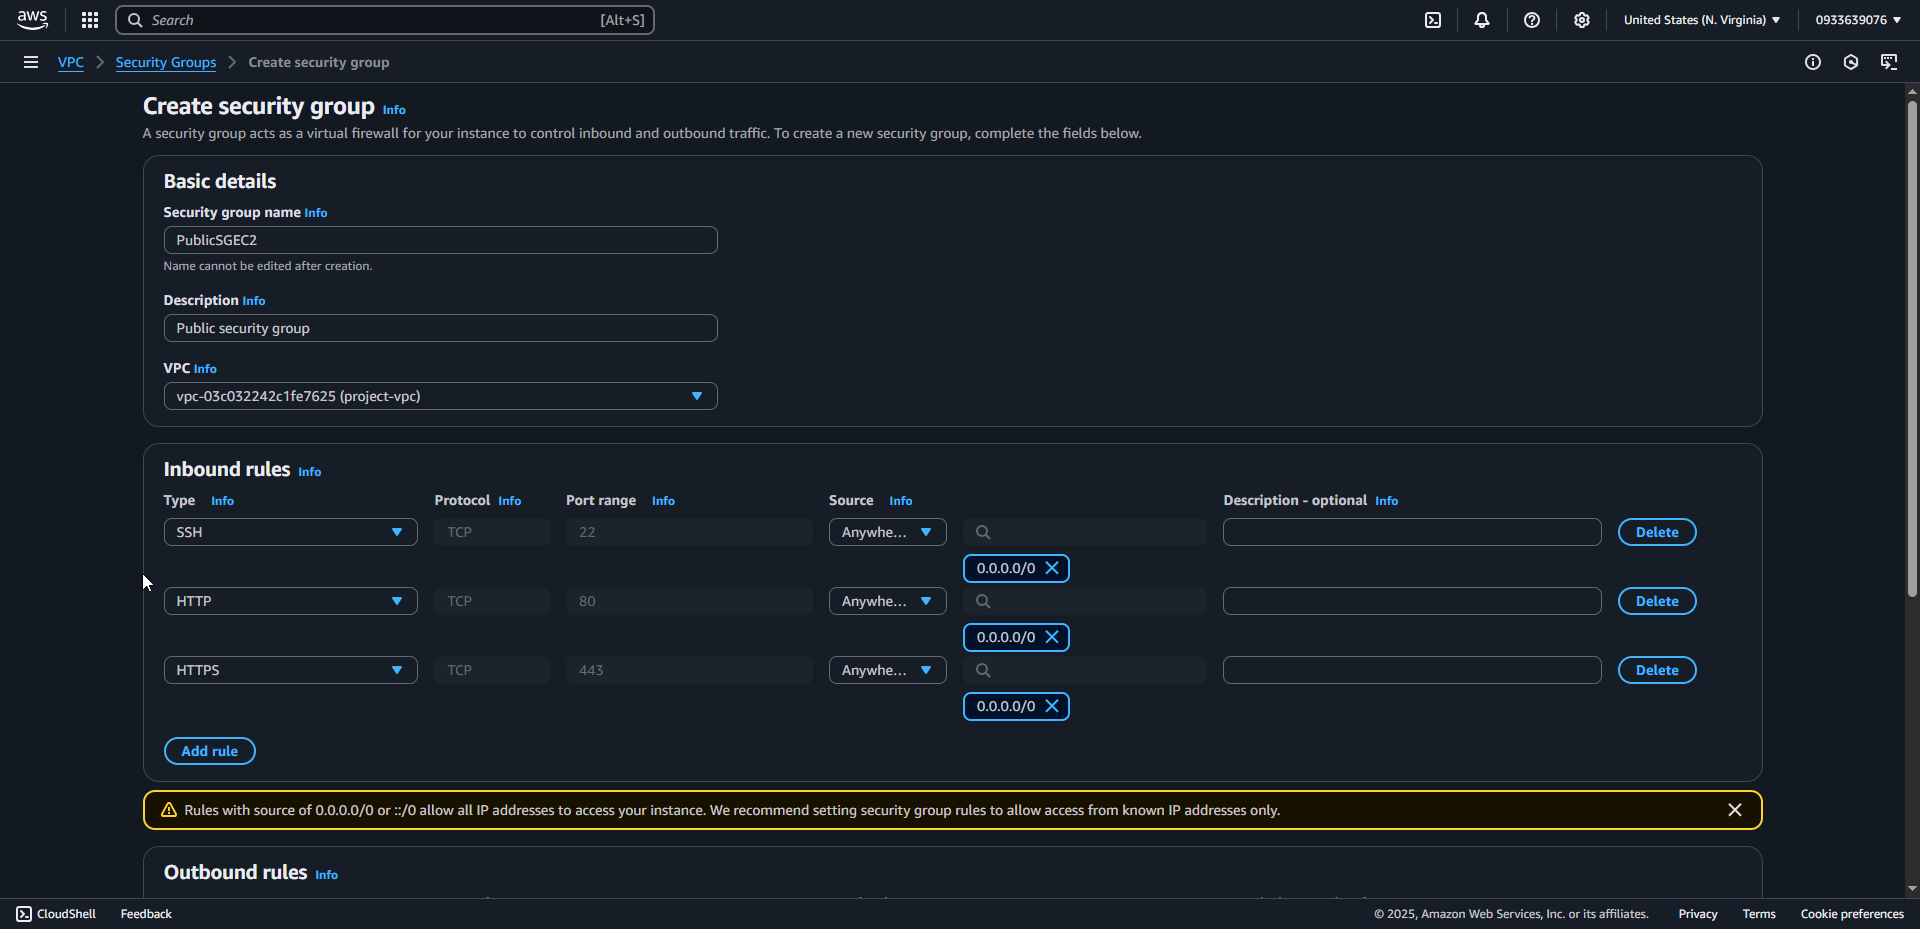 aws
Search [Alt+S]
United States (N. Virginia)
0933639076
VPC > Security Groups > Create security group
Create security group Info
A security group acts as a virtual firewall for your instance to control inbound and outbound traffic. To create a new security group, complete the fields below.
Basic details
Security group name Info
PublicSGEC2
Name cannot be edited after creation.
Description Info
Public security group
VPC Info
vpc-03c032242c1fe7625 (project-vpc)
Inbound rules Info
Type Info Protocol Info Port range Info Source Info Description - optional Info
SSH TCP 22 Anywhe... Delete
0.0.0.0/0
HTTP TCP 80 Anywhe... Delete
0.0.0.0/0
HTTPS TCP 443 Anywhe... Delete
0.0.0.0/0
Add rule
Rules with source of 0.0.0.0/0 or ::/0 allow all IP addresses to access your instance. We recommend setting security group rules to allow access from known IP addresses only.
Outbound rules Info
CloudShell Feedback © 2025, Amazon Web Services, Inc. or its affiliates. Privacy Terms Cookie preferences